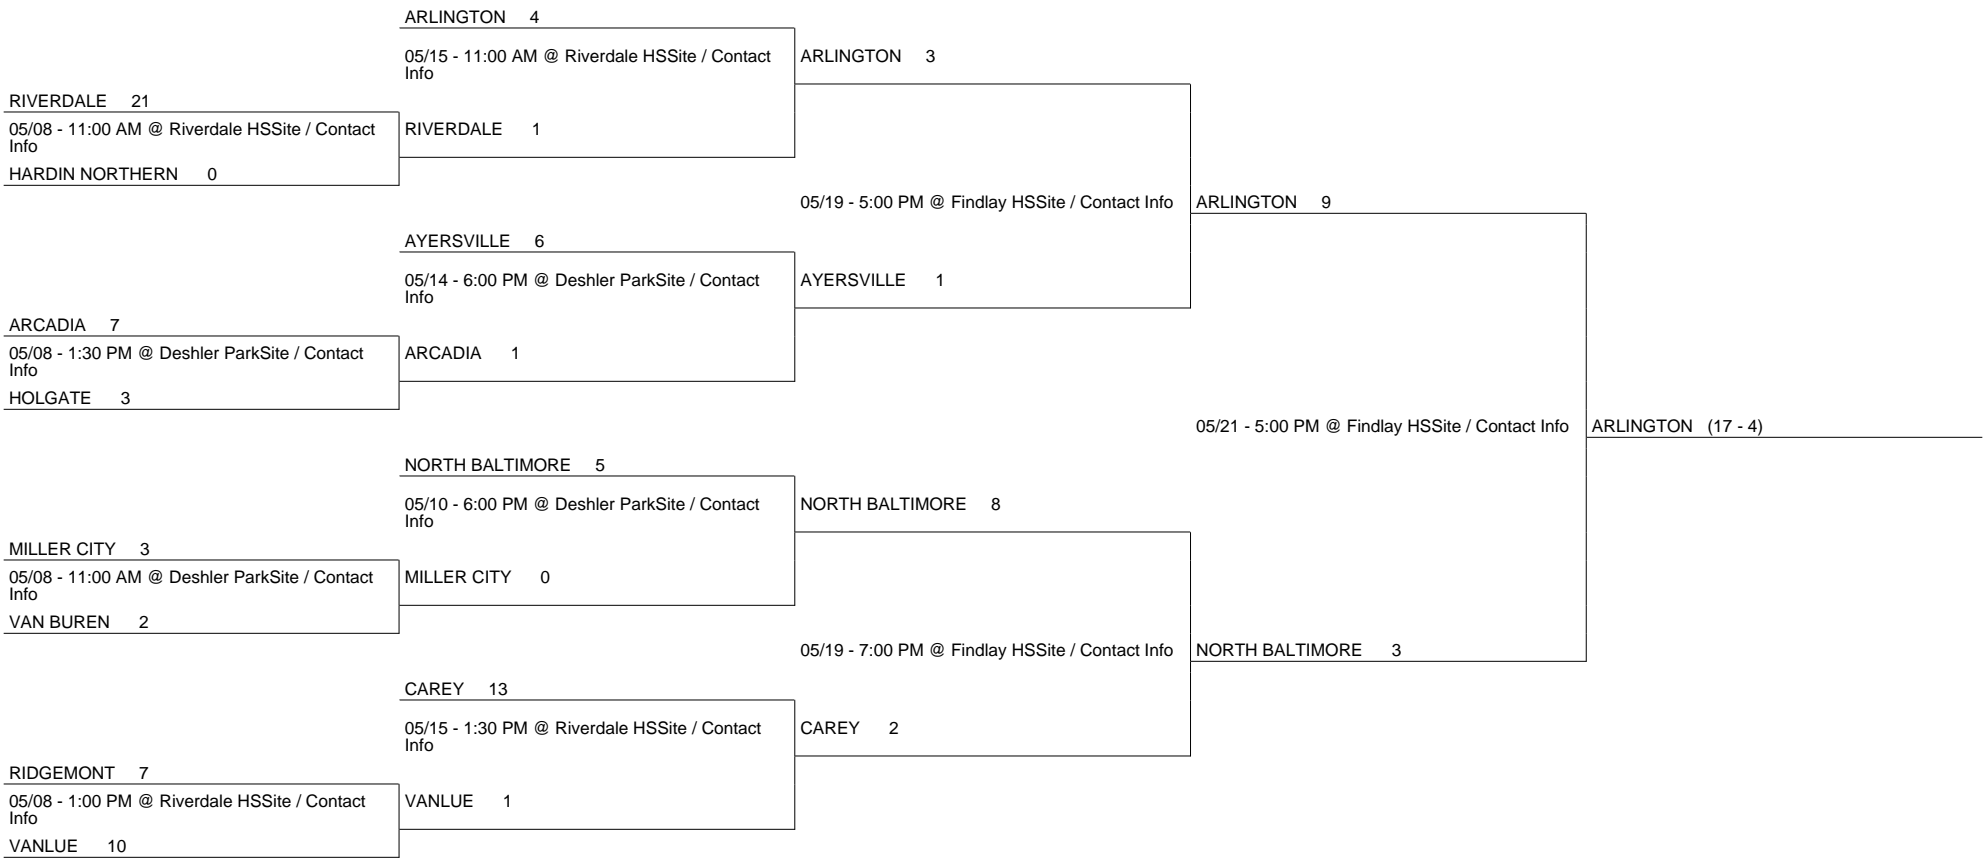 ARLINGTON 4
05/15 - 11:00 AM @ Riverdale HSSite / Contact
Info
ARLINGTON 3
RIVERDALE 21
05/08 - 11:00 AM @ Riverdale HSSite / Contact
Info
RIVERDALE 1
HARDIN NORTHERN 0
05/19 - 5:00 PM @ Findlay HSSite / Contact Info
ARLINGTON 9
AYERSVILLE 6
05/14 - 6:00 PM @ Deshler ParkSite / Contact
Info
AYERSVILLE 1
ARCADIA 7
05/08 - 1:30 PM @ Deshler ParkSite / Contact
Info
ARCADIA 1
HOLGATE 3
05/21 - 5:00 PM @ Findlay HSSite / Contact Info
ARLINGTON (17 - 4)
NORTH BALTIMORE 5
05/10 - 6:00 PM @ Deshler ParkSite / Contact
Info
NORTH BALTIMORE 8
MILLER CITY 3
05/08 - 11:00 AM @ Deshler ParkSite / Contact
Info
MILLER CITY 0
VAN BUREN 2
05/19 - 7:00 PM @ Findlay HSSite / Contact Info
NORTH BALTIMORE 3
CAREY 13
05/15 - 1:30 PM @ Riverdale HSSite / Contact
Info
CAREY 2
RIDGEMONT 7
05/08 - 1:00 PM @ Riverdale HSSite / Contact
Info
VANLUE 1
VANLUE 10